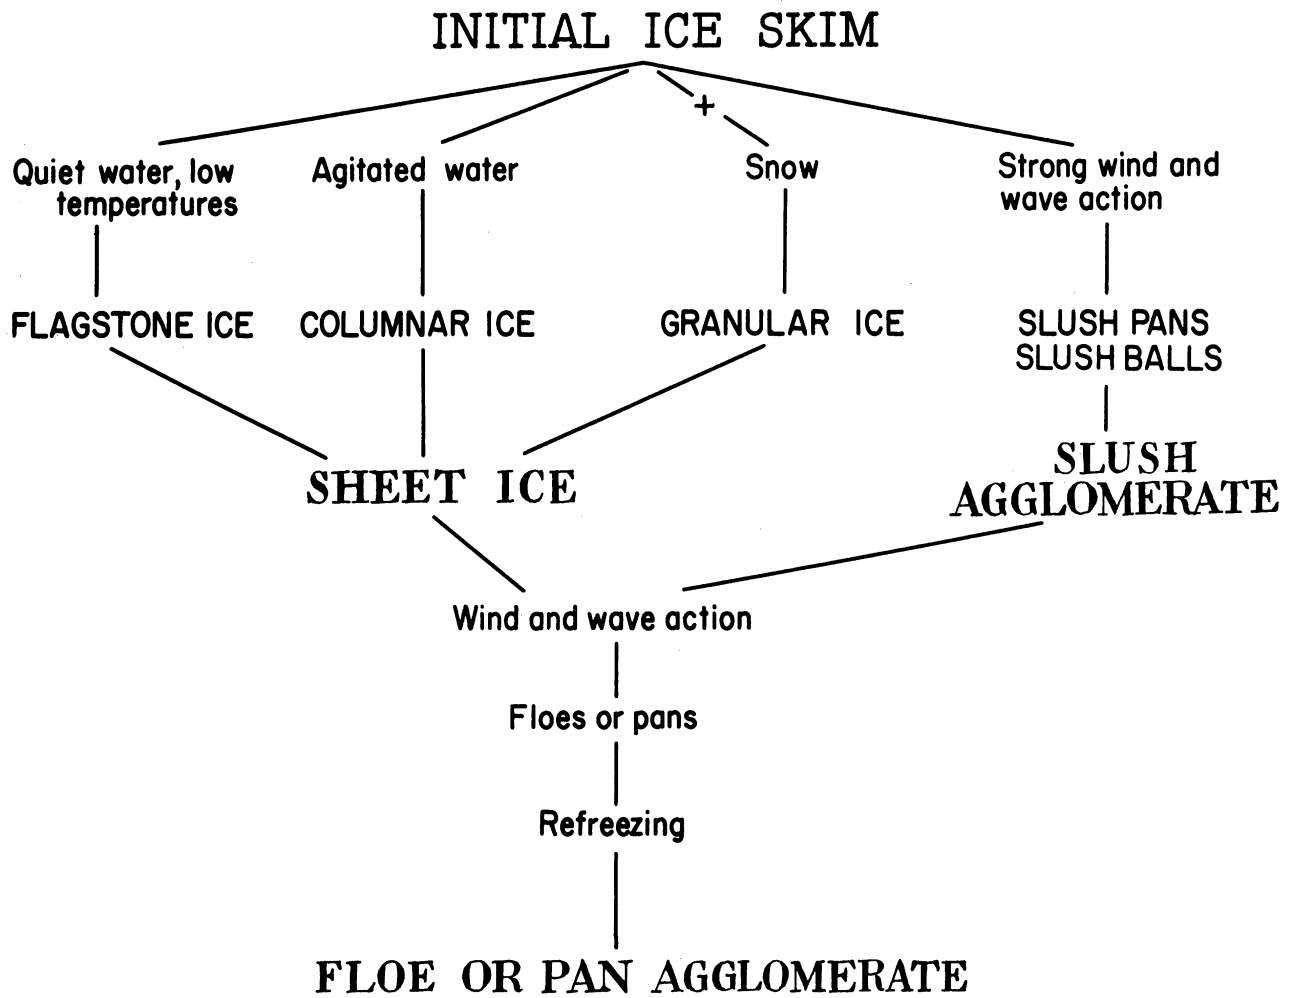 INITIAL ICE SKIM
+
Quiet water, low
temperatures
Agitated water
Snow
Strong wind and
wave action
FLAGSTONE ICE
COLUMNAR ICE
GRANULAR ICE
SLUSH PANS
SLUSH BALLS
SHEET ICE
SLUSH
AGGLOMERATE
Wind and wave action
Floes or pans
Refreezing
FLOE OR PAN AGGLOMERATE